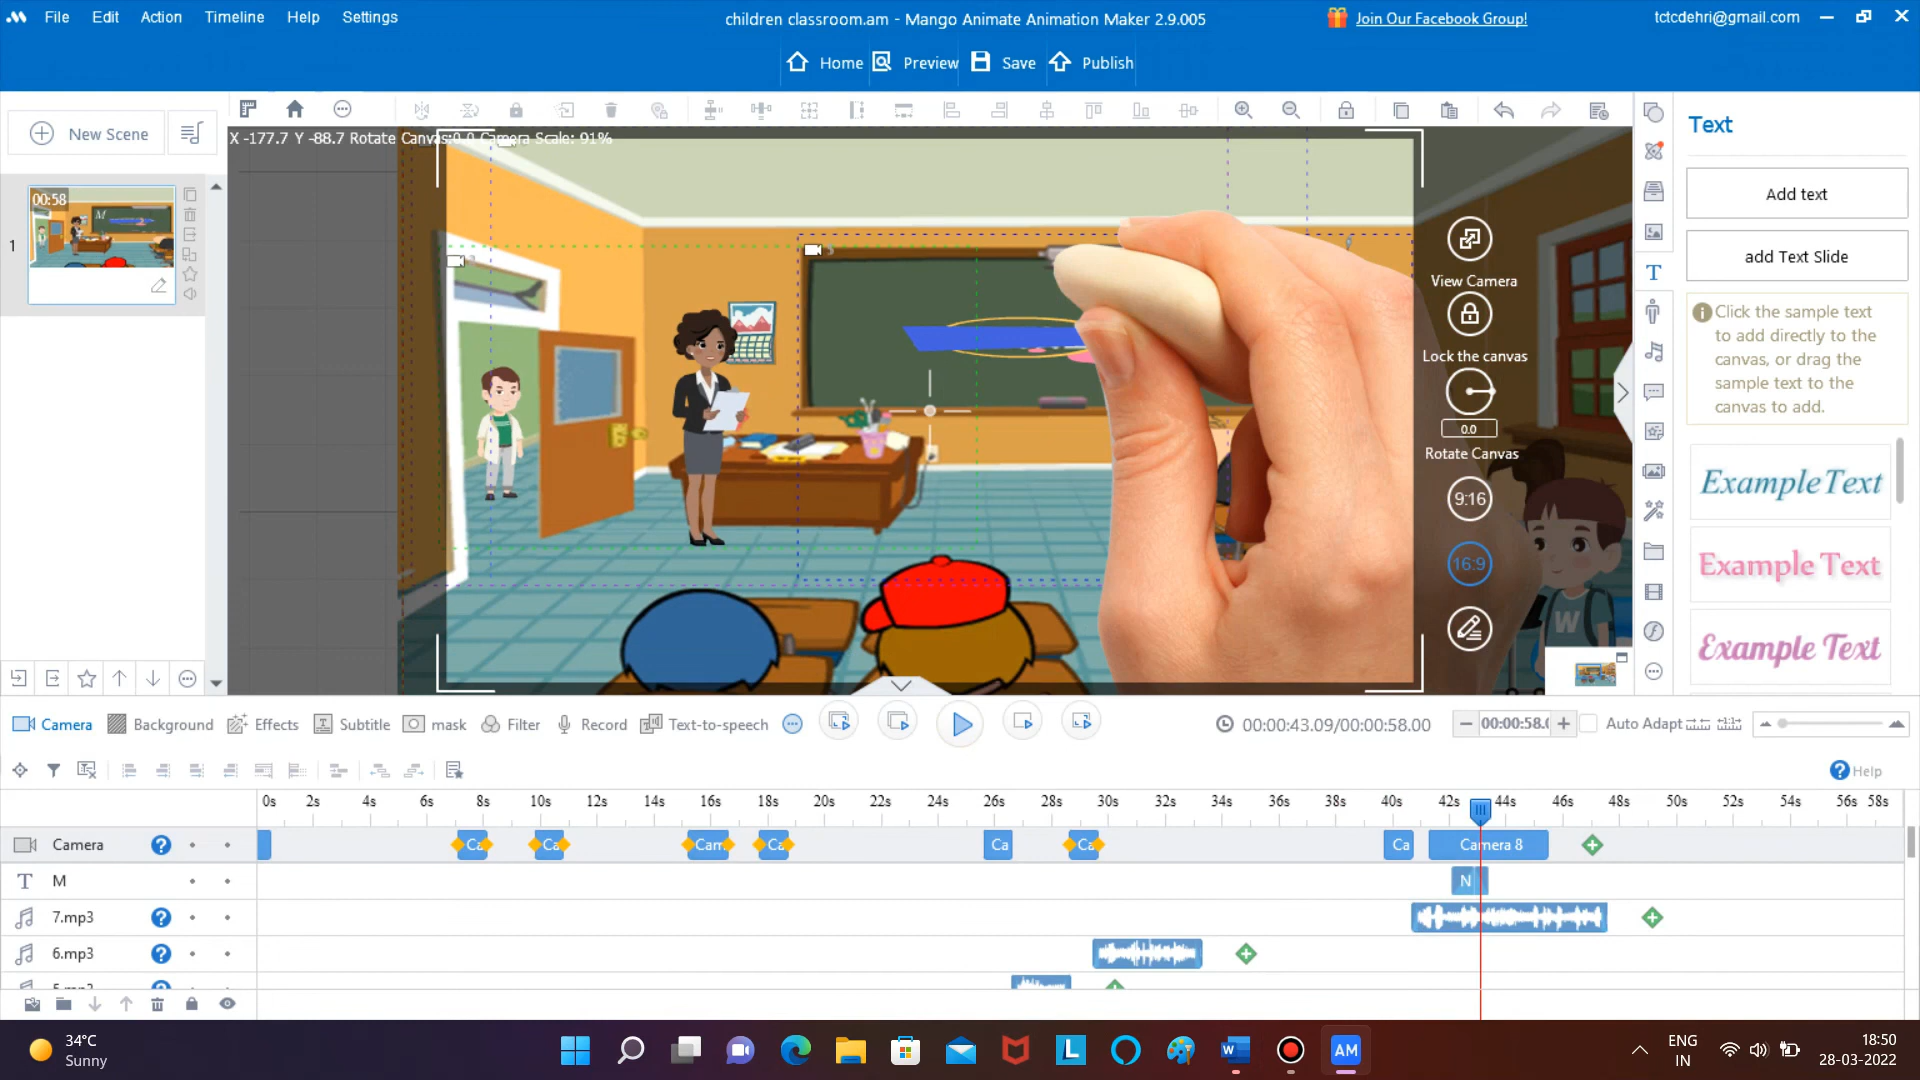 File Edit Action Timeline Help Settings
children classroom.am - Mango Animate Animation Maker 2.9.005
Join Our Facebook Group!
tctcdehri@gmail.com
Home Preview Save Publish
New Scene
X -177.7 Y -88.7 Rotate Canvas:0.0 Camera Scale: 91%
1
00:58
M
View Camera
Lock the canvas
0.0
Rotate Canvas
9:16
16:9
W
Text
Add text
add Text Slide
Click the sample text
to add directly to the
canvas, or drag the
sample text to the
canvas to add.
Example Text
Example Text
Example Text
Camera Background Effects Subtitle mask Filter Record Text-to-speech
00:00:43.09/00:00:58.00
00:00:58.0
Auto Adapt
Help
0s 2s 4s 6s 8s 10s 12s 14s 16s 18s 20s 22s 24s 26s 28s 30s 32s 34s 36s 38s 40s 42s 44s 46s 48s 50s 52s 54s 56s 58s
Camera Ca Ca Cam Ca Ca Ca Ca Camera 8
M N
7.mp3
6.mp3
5.mp3
34°C
Sunny
L
W
AM
ENG
IN
18:50
28-03-2022